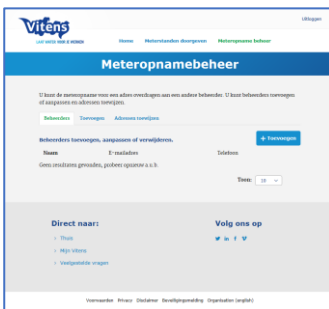 Uitloggen
Vitens
LAAT WATER VOOR JE WERKEN
Home Meterstanden doorgeven Meteropname beheer
Meteropnamebeheer
U kunt de meteropname voor een adres overdragen aan een andere beheerder. U kunt beheerders toevoegen
of aanpassen en adressen toewijzen.
Beheerders Toevoegen Adressen toewijzen
Beheerders toevoegen, aanpassen of verwijderen.
+ Toevoegen
Naam E-mailadres Telefoon
Geen resultaten gevonden, probeer opnieuw a.u.b.
Toon: 10
Direct naar:
Thuis
Mijn Vitens
Veelgestelde vragen
Volg ons op
Voorwaarden Privacy Disclaimer Beveiligingsmelding Organisation (english)